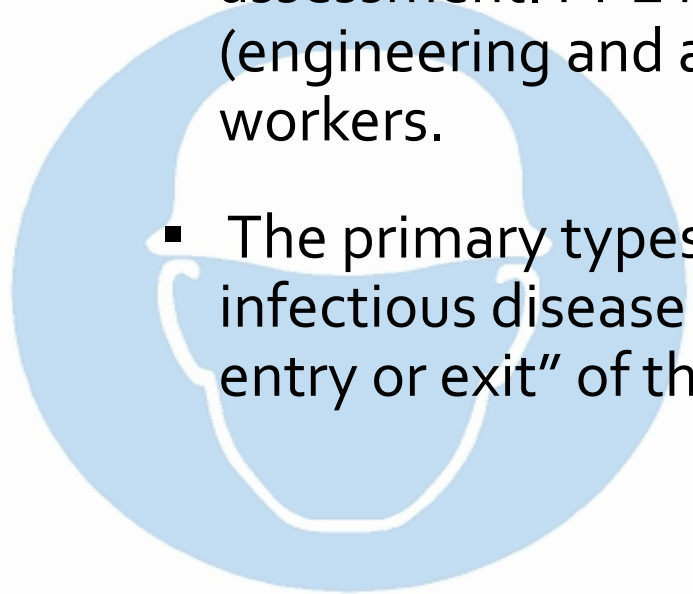 (engineering and a
workers.
▪ The primary types
infectious disease
entry or exit” of th